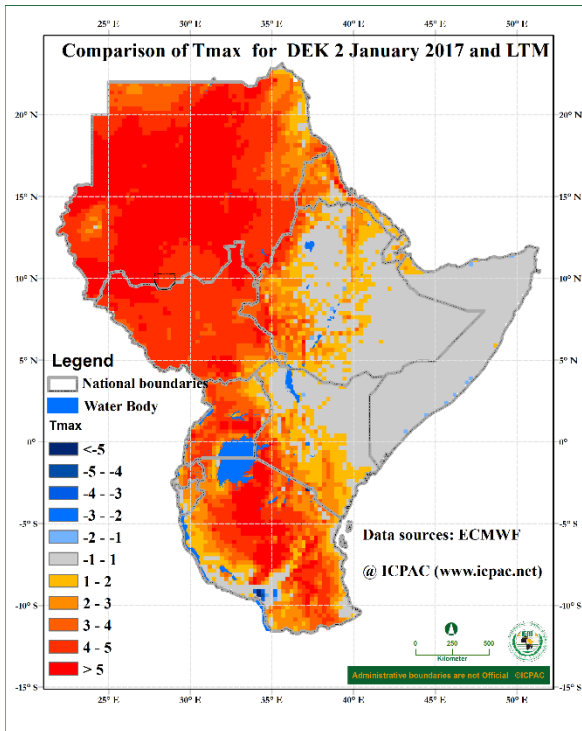 25° E 30° E 35° E 40° E 45° E 50° E
Comparison of Tmax for DEK 2 January 2017 and LTM
20° N 20° N
15° N 15° N
10° N 10° N
5° N 5° N
0° 0°
-5° S -5° S
-10° S -10° S
-15° S -15° S
Legend
National boundaries
Water Body
Tmax
<-5
-5 - -4
-4 - -3
-3 - -2
-2 - -1
-1 - 1
1 - 2
2 - 3
3 - 4
4 - 5
> 5
Data sources: ECMWF
@ ICPAC (www.icpac.net)
0 250 500
Kilometer
Administrative boundaries are not Official ©ICPAC
25° E 30° E 35° E 40° E 45° E 50° E